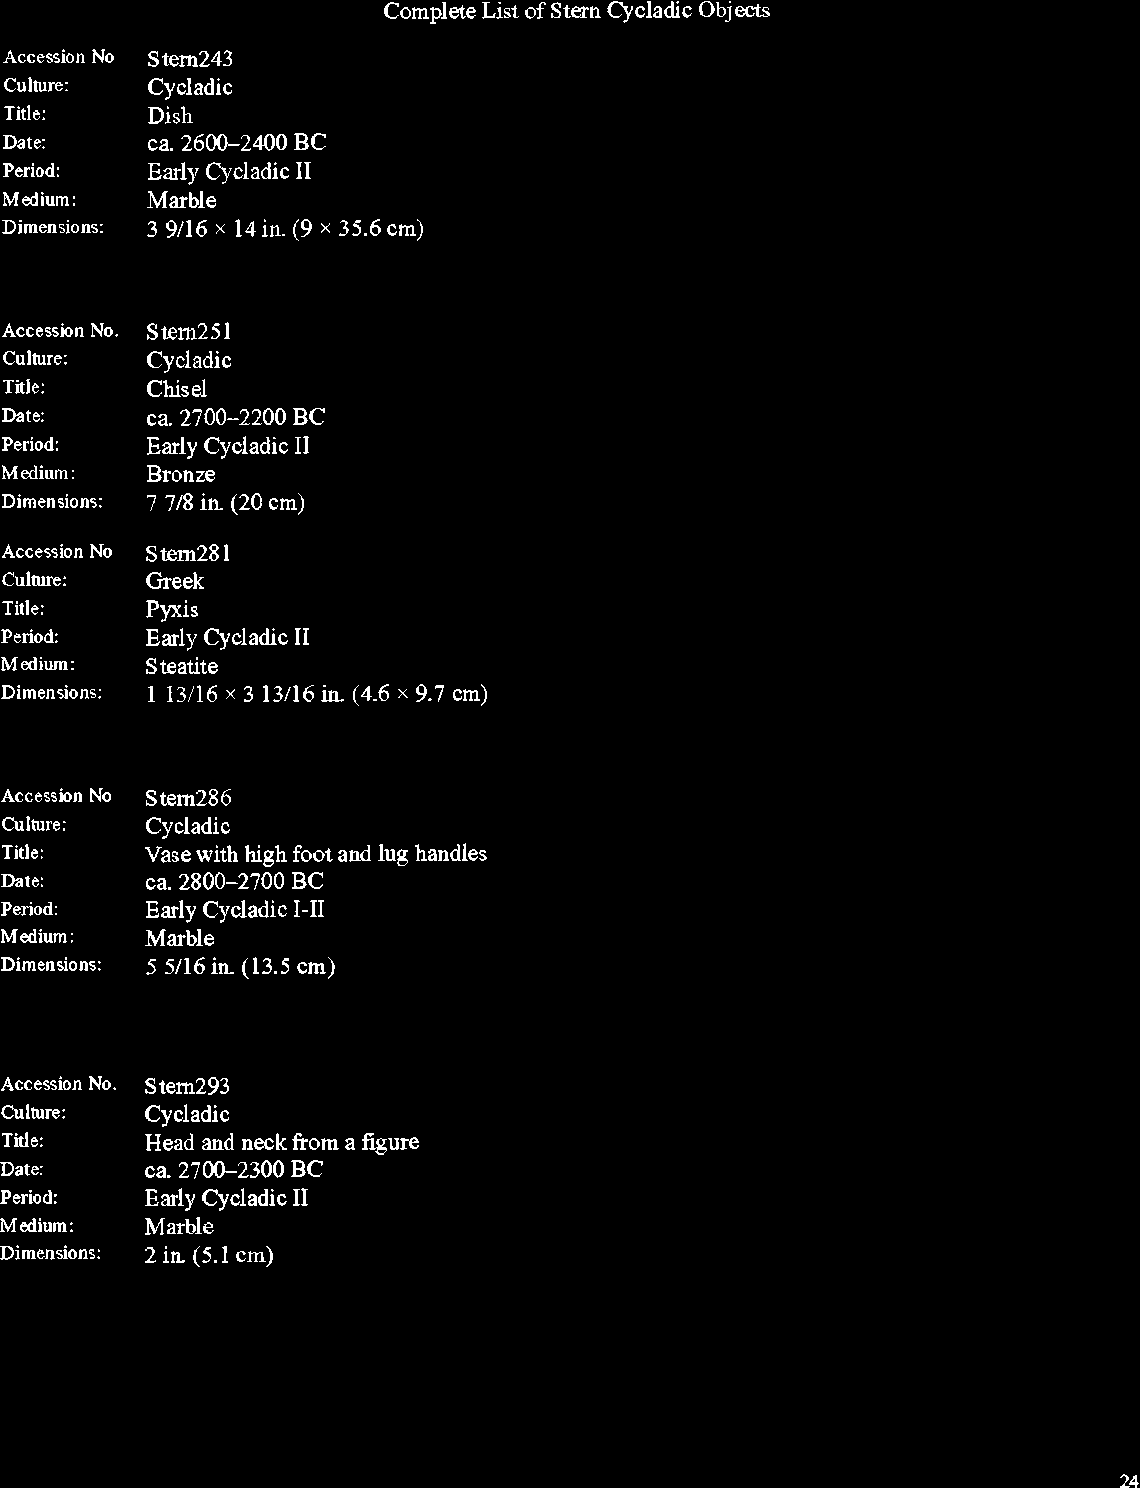 Complete List of Stern Cycladic Objects
Accession No Stern243
Culture: Cycladic
Title: Dish
Date: ca. 2600–2400 BC
Period: Early Cycladic II
Medium: Marble
Dimensions: 3 9/16 × 14 in. (9 × 35.6 cm)
Accession No. Stern251
Culture: Cycladic
Title: Chisel
Date: ca. 2700–2200 BC
Period: Early Cycladic II
Medium: Bronze
Dimensions: 7 7/8 in. (20 cm)
Accession No Stern281
Culture: Greek
Title: Pyxis
Period: Early Cycladic II
Medium: Steatite
Dimensions: 1 13/16 × 3 13/16 in. (4.6 × 9.7 cm)
Accession No Stern286
Culture: Cycladic
Title: Vase with high foot and lug handles
Date: ca. 2800–2700 BC
Period: Early Cycladic I-II
Medium: Marble
Dimensions: 5 5/16 in. (13.5 cm)
Accession No. Stern293
Culture: Cycladic
Title: Head and neck from a figure
Date: ca. 2700–2300 BC
Period: Early Cycladic II
Medium: Marble
Dimensions: 2 in. (5.1 cm)
24